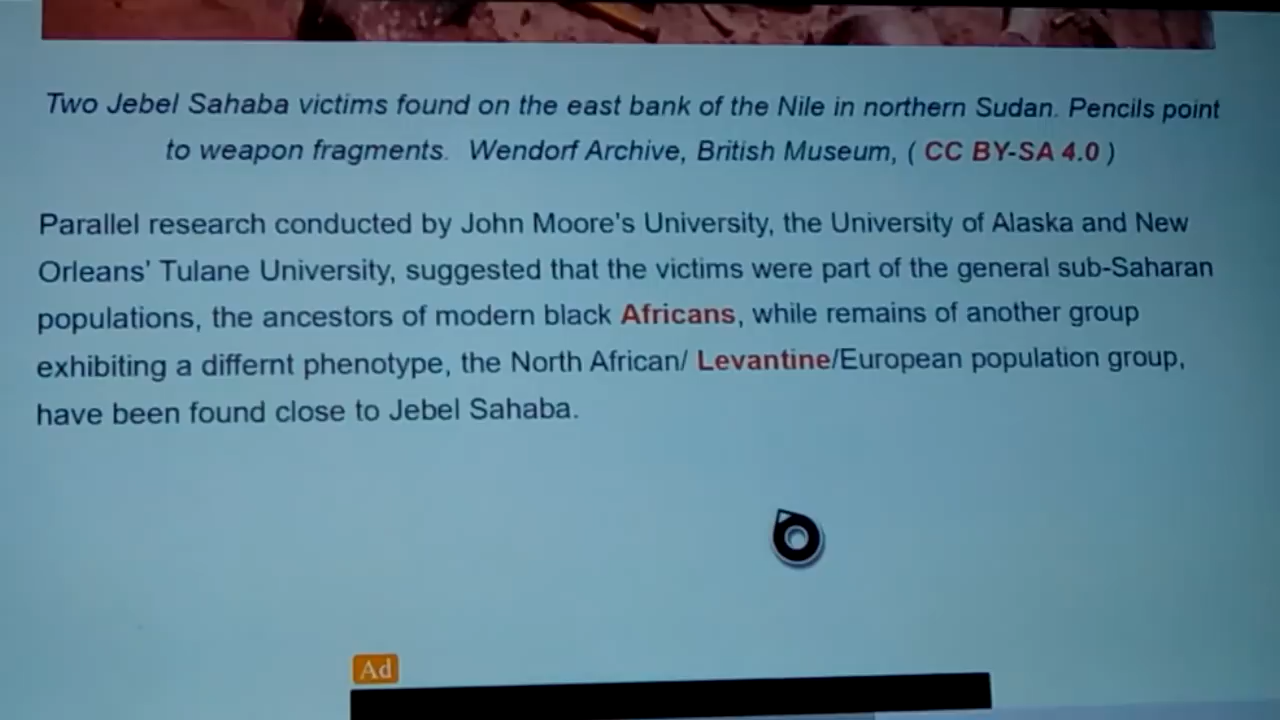 Two Jebel Sahaba victims found on the east bank of the Nile in northern Sudan. Pencils point
to weapon fragments. Wendorf Archive, British Museum, ( CC BY-SA 4.0 )
Parallel research conducted by John Moore's University, the University of Alaska and New
Orleans' Tulane University, suggested that the victims were part of the general sub-Saharan
populations, the ancestors of modern black Africans, while remains of another group
exhibiting a differnt phenotype, the North African/ Levantine/European population group,
have been found close to Jebel Sahaba.
Ad